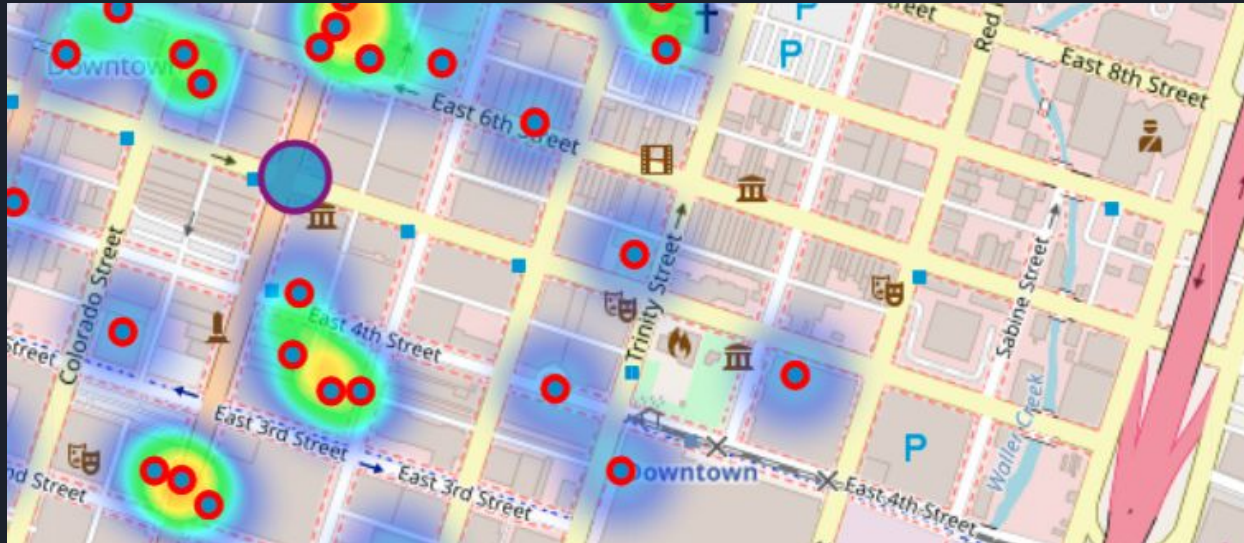 Street
P
Red
East 8th Street
P
Downtown
East 6th Street
Colorado Street
Trinity Street
Sabine Street
East 4th Street
Street
East 3rd Street
Waller Creek
P
nd Street
East 3rd Street
Downtown
East 4th Street